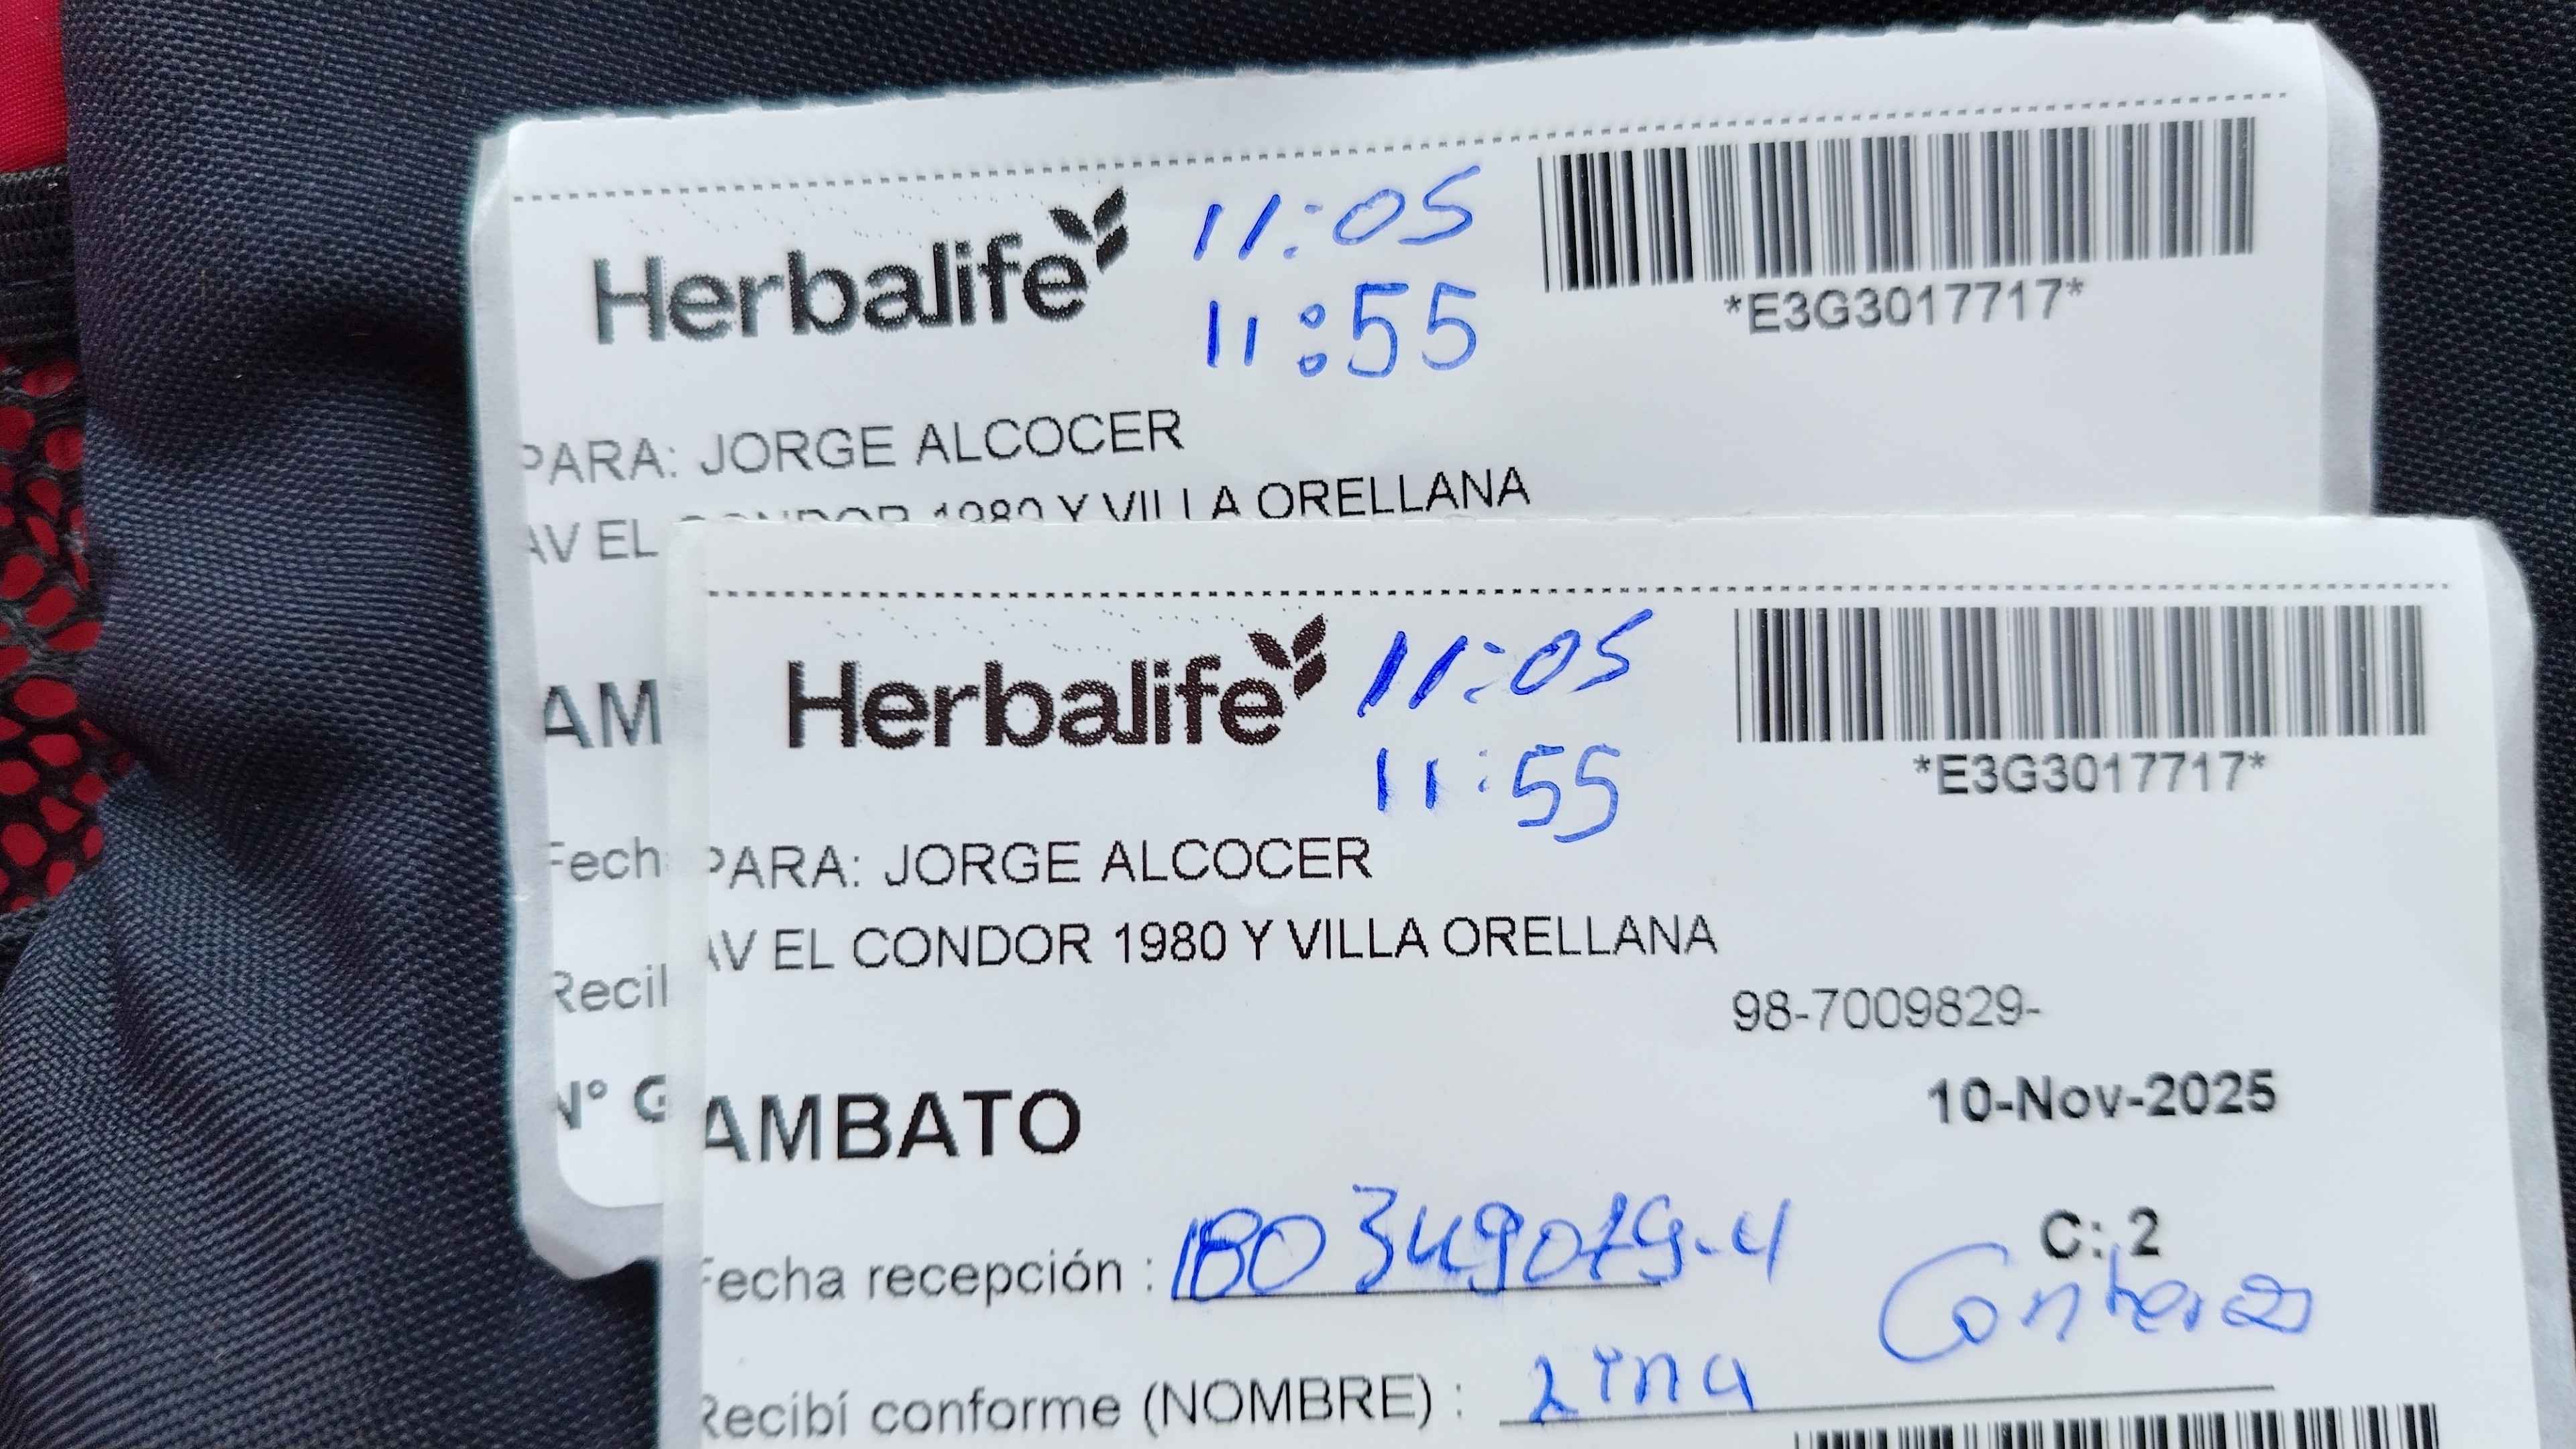 Herbalife
11:05
11:55
*E3G3017717*
PARA: JORGE ALCOCER
AV EL CONDOR 1980 Y VILLA ORELLANA
AM
Fech
Recil
N° G
Herbalife
11:05
11:55
*E3G3017717*
PARA: JORGE ALCOCER
AV EL CONDOR 1980 Y VILLA ORELLANA
98-7009829-
AMBATO
10-Nov-2025
C: 2
Fecha recepción :
Recibí conforme (NOMBRE) : Lina